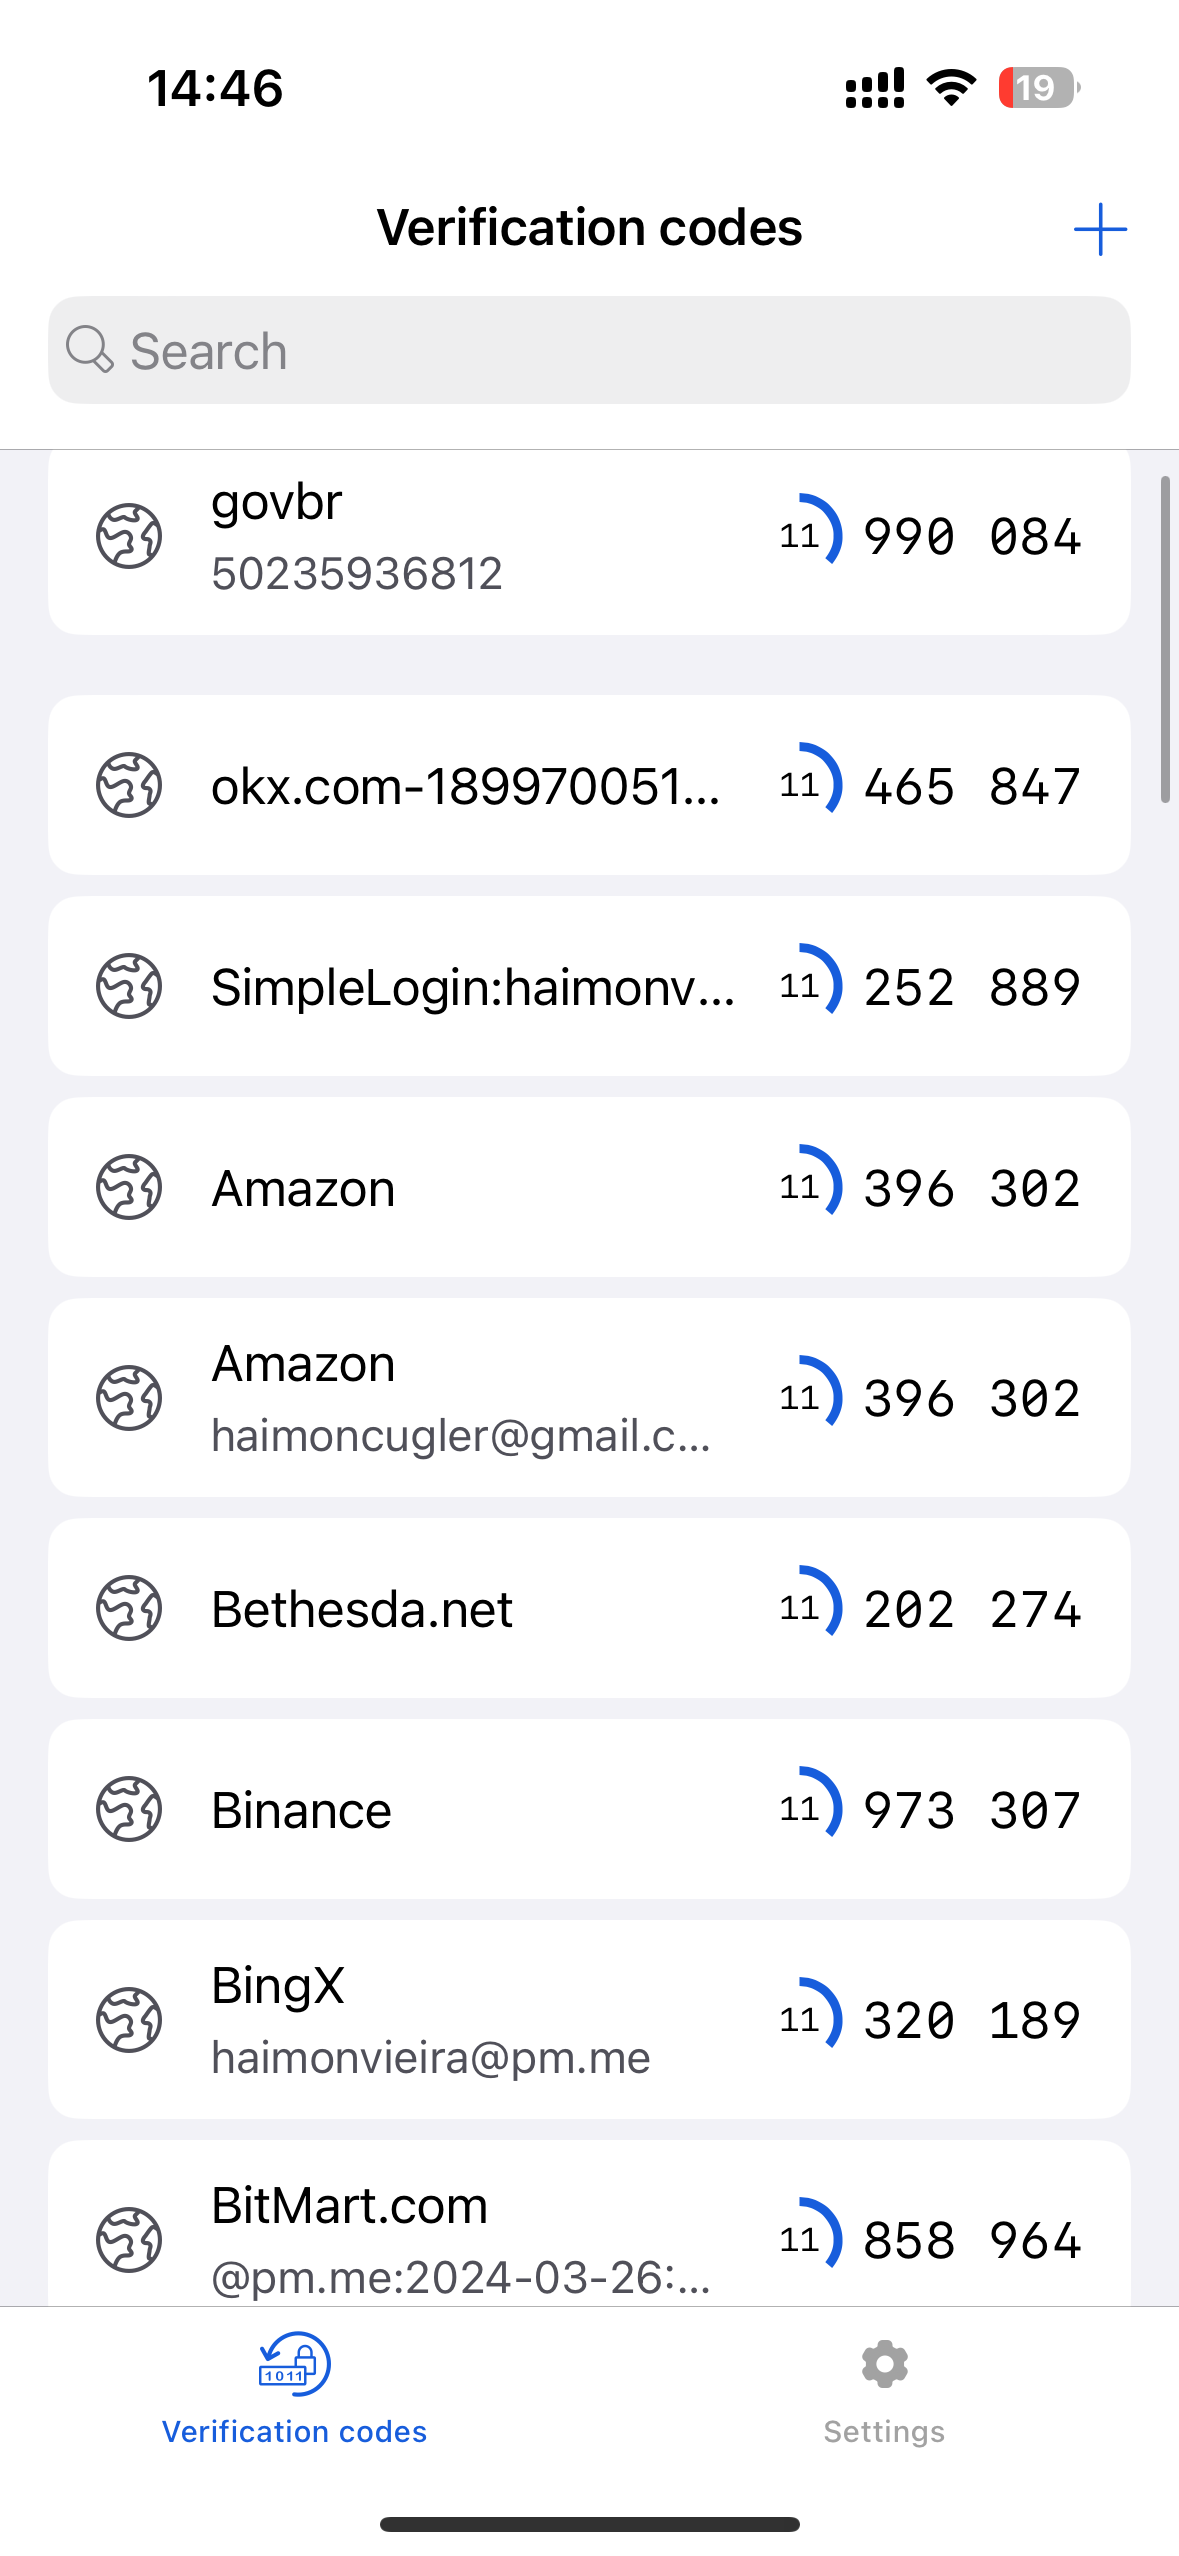 14:46
19
Verification codes
Search
govbr
50235936812
11 990 084
okx.com-189970051...
11 465 847
SimpleLogin:haimonv...
11 252 889
Amazon
11 396 302
Amazon
haimoncugler@gmail.c...
11 396 302
Bethesda.net
11 202 274
Binance
11 973 307
BingX
haimonvieira@pm.me
11 320 189
BitMart.com
@pm.me:2024-03-26:...
11 858 964
1011
Verification codes
Settings